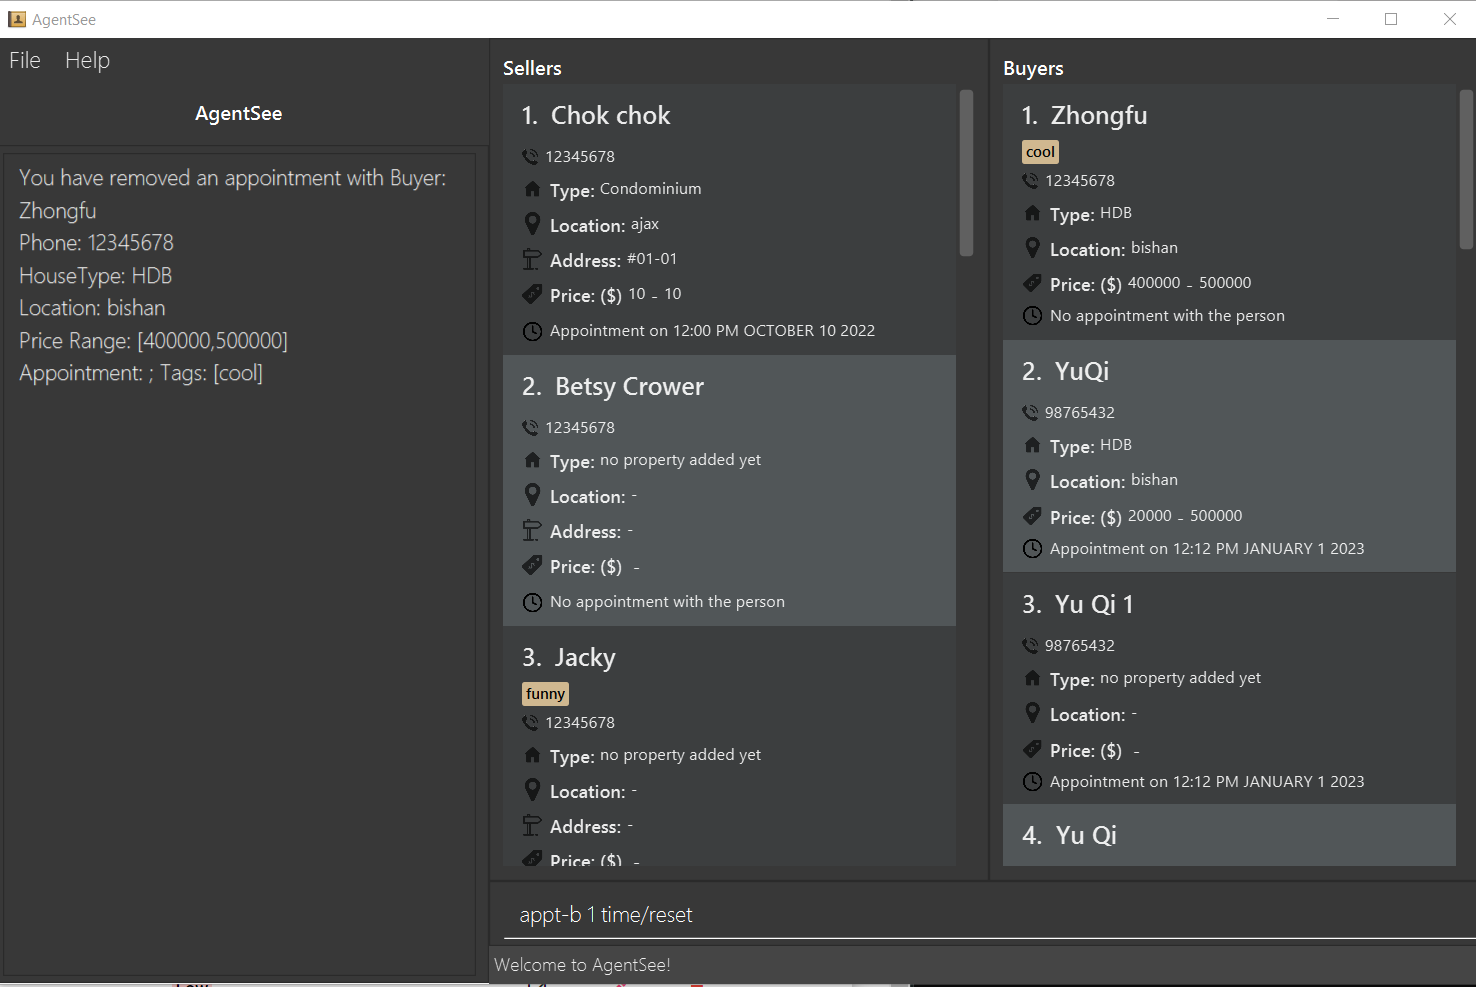 AgentSee
File Help
AgentSee
You have removed an appointment with Buyer:
Zhongfu
Phone: 12345678
HouseType: HDB
Location: bishan
Price Range: [400000,500000]
Appointment: ; Tags: [cool]
Sellers
1. Chok chok
12345678
Type: Condominium
Location: ajax
Address: #01-01
Price: ($) 10 - 10
Appointment on 12:00 PM OCTOBER 10 2022
2. Betsy Crower
12345678
Type: no property added yet
Location: -
Address: -
Price: ($) -
No appointment with the person
3. Jacky
funny
12345678
Type: no property added yet
Location: -
Address: -
Price: ($) -
Buyers
1. Zhongfu
cool
12345678
Type: HDB
Location: bishan
Price: ($) 400000 - 500000
No appointment with the person
2. YuQi
98765432
Type: HDB
Location: bishan
Price: ($) 20000 - 500000
Appointment on 12:12 PM JANUARY 1 2023
3. Yu Qi 1
98765432
Type: no property added yet
Location: -
Price: ($) -
Appointment on 12:12 PM JANUARY 1 2023
4. Yu Qi
appt-b 1 time/reset
Welcome to AgentSee!